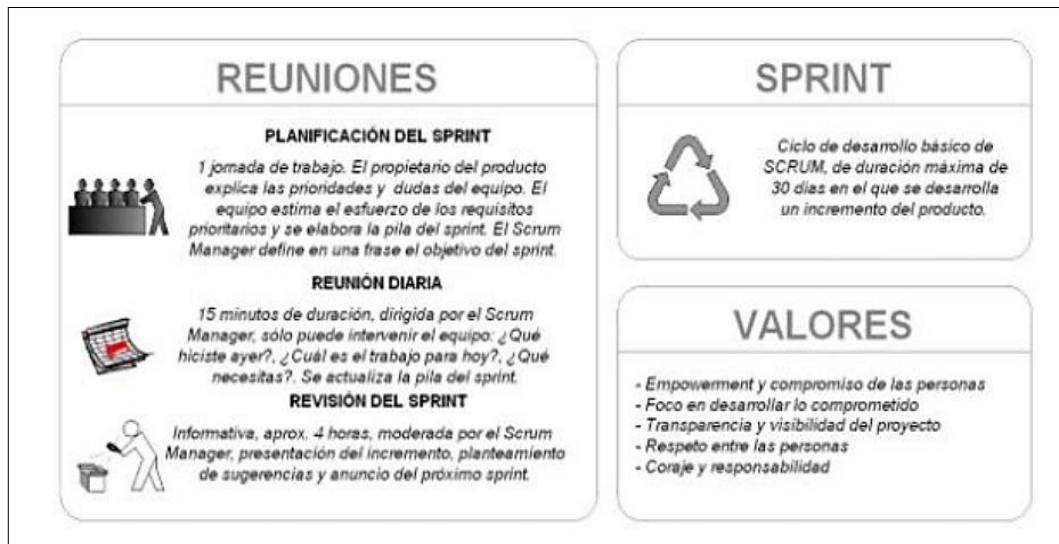 REUNIONES
PLANIFICACIÓN DEL SPRINT
1 jornada de trabajo. El propietario del producto
explica las prioridades y dudas del equipo. El
equipo estima el esfuerzo de los requisitos
prioritarios y se elabora la pila del sprint. El Scrum
Manager define en una frase el objetivo del sprint.
REUNIÓN DIARIA
15 minutos de duración, dirigida por el Scrum
Manager, sólo puede intervenir el equipo: ¿Qué
hiciste ayer?, ¿Cuál es el trabajo para hoy?, ¿Qué
necesitas?. Se actualiza la pila del sprint.
REVISIÓN DEL SPRINT
Informativa, aprox. 4 horas, moderada por el Scrum
Manager, presentación del incremento, planteamiento
de sugerencias y anuncio del próximo sprint.
SPRINT
Ciclo de desarrollo básico de
SCRUM, de duración máxima de
30 días en el que se desarrolla
un incremento del producto.
VALORES
- Empowerment y compromiso de las personas
- Foco en desarrollar lo comprometido
- Transparencia y visibilidad del proyecto
- Respeto entre las personas
- Coraje y responsabilidad